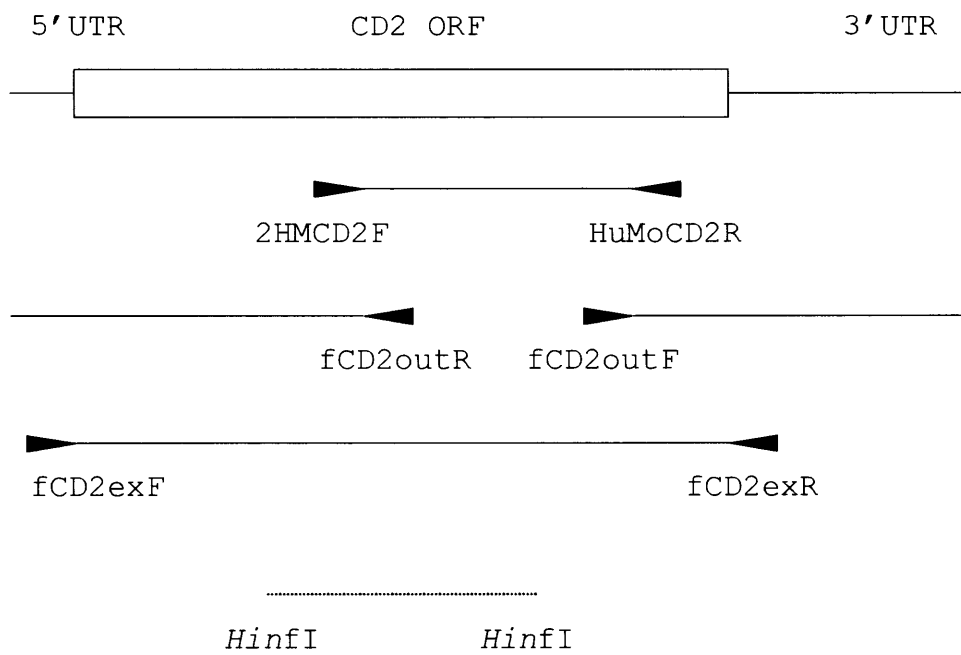 5'UTR CD2 ORF 3'UTR
2HMCD2F HuMoCD2R
fCD2outR fCD2outF
fCD2exF fCD2exR
HinfI HinfI